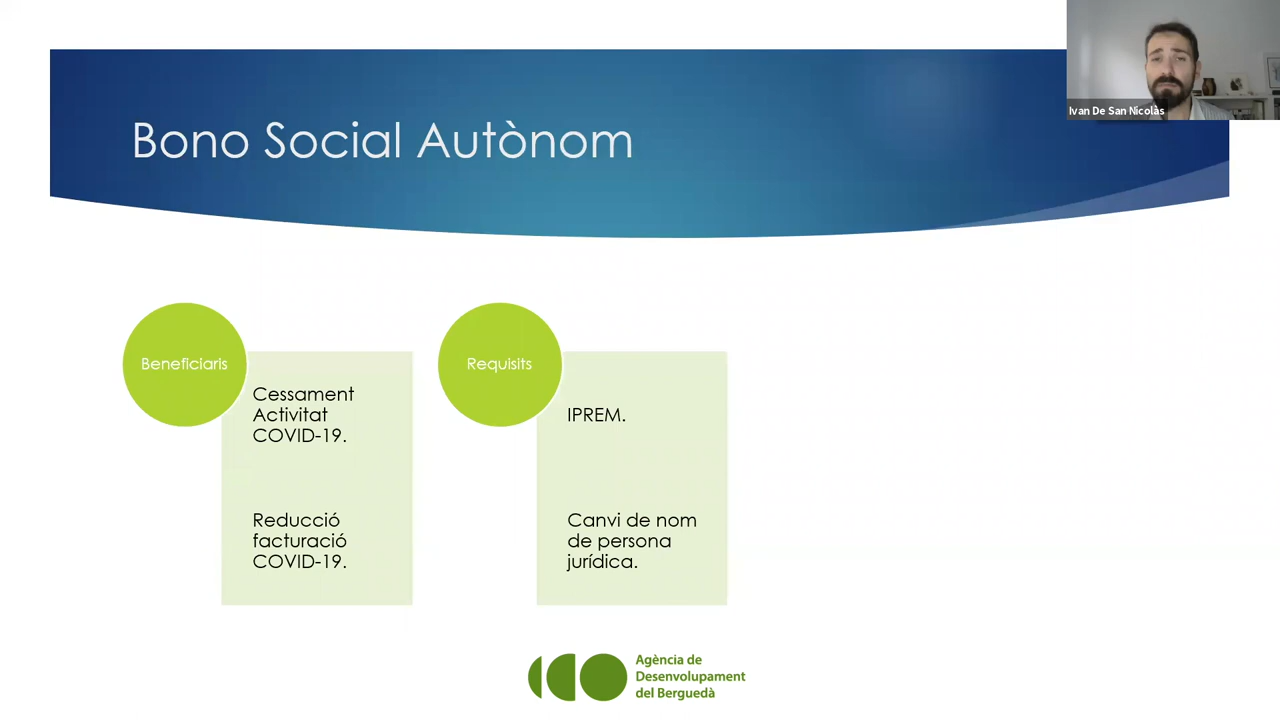 Ivan De San Nicolàs
Bono Social Autònom
Beneficiaris
Cessament
Activitat
COVID-19.
Reducció
facturació
COVID-19.
Requisits
IPREM.
Canvi de nom
de persona
jurídica.
Agència de
Desenvolupament
del Berguedà